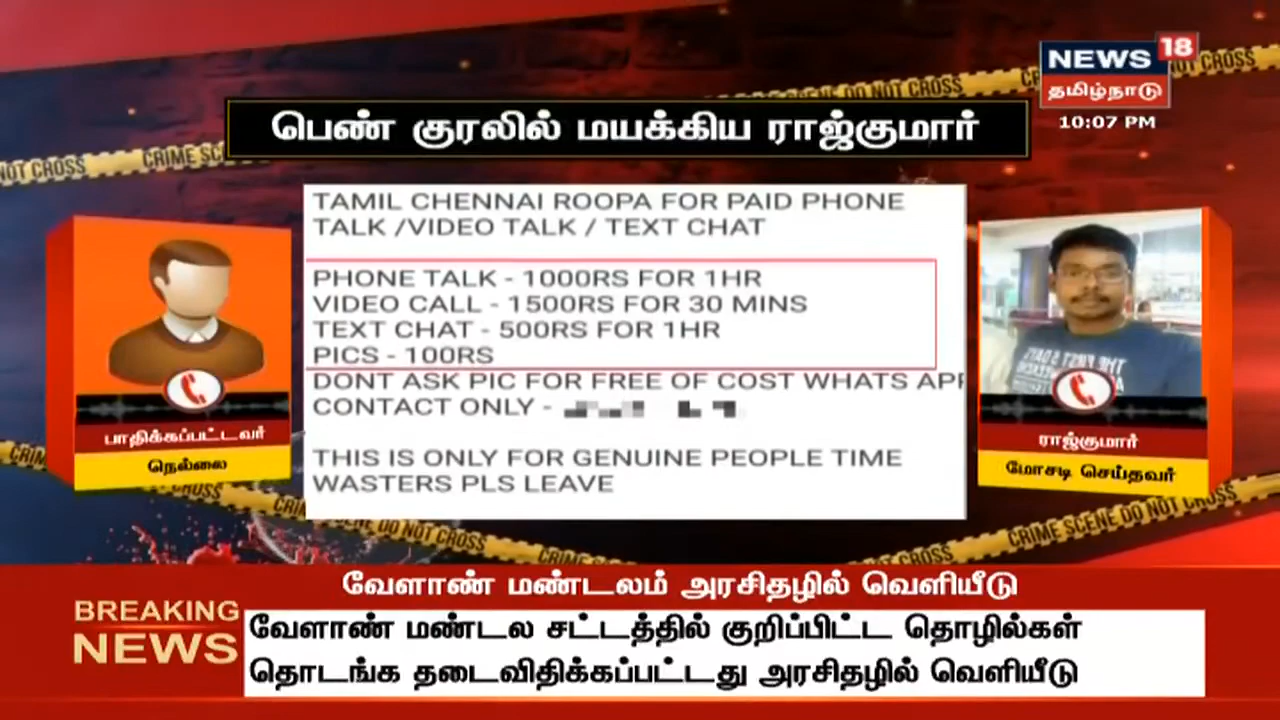 NEWS 18
தமிழ்நாடு
10:07 PM
CRIME SCENE DO NOT CROSS
பெண் குரலில் மயக்கிய ராஜ்குமார்
TAMIL CHENNAI ROOPA FOR PAID PHONE
TALK /VIDEO TALK / TEXT CHAT
PHONE TALK - 1000RS FOR 1HR
VIDEO CALL - 1500RS FOR 30 MINS
TEXT CHAT - 500RS FOR 1HR
PICS - 100RS
DONT ASK PIC FOR FREE OF COST WHATS APP
CONTACT ONLY -
THIS IS ONLY FOR GENUINE PEOPLE TIME
WASTERS PLS LEAVE
பாதிக்கப்பட்டவர்
நெல்லை
ராஜ்குமார்
மோசடி செய்தவர்
BREAKING
NEWS
வேளாண் மண்டலம் அரசிதழில் வெளியீடு
வேளாண் மண்டல சட்டத்தில் குறிப்பிட்ட தொழில்கள்
தொடங்க தடைவிதிக்கப்பட்டது அரசிதழில் வெளியீடு